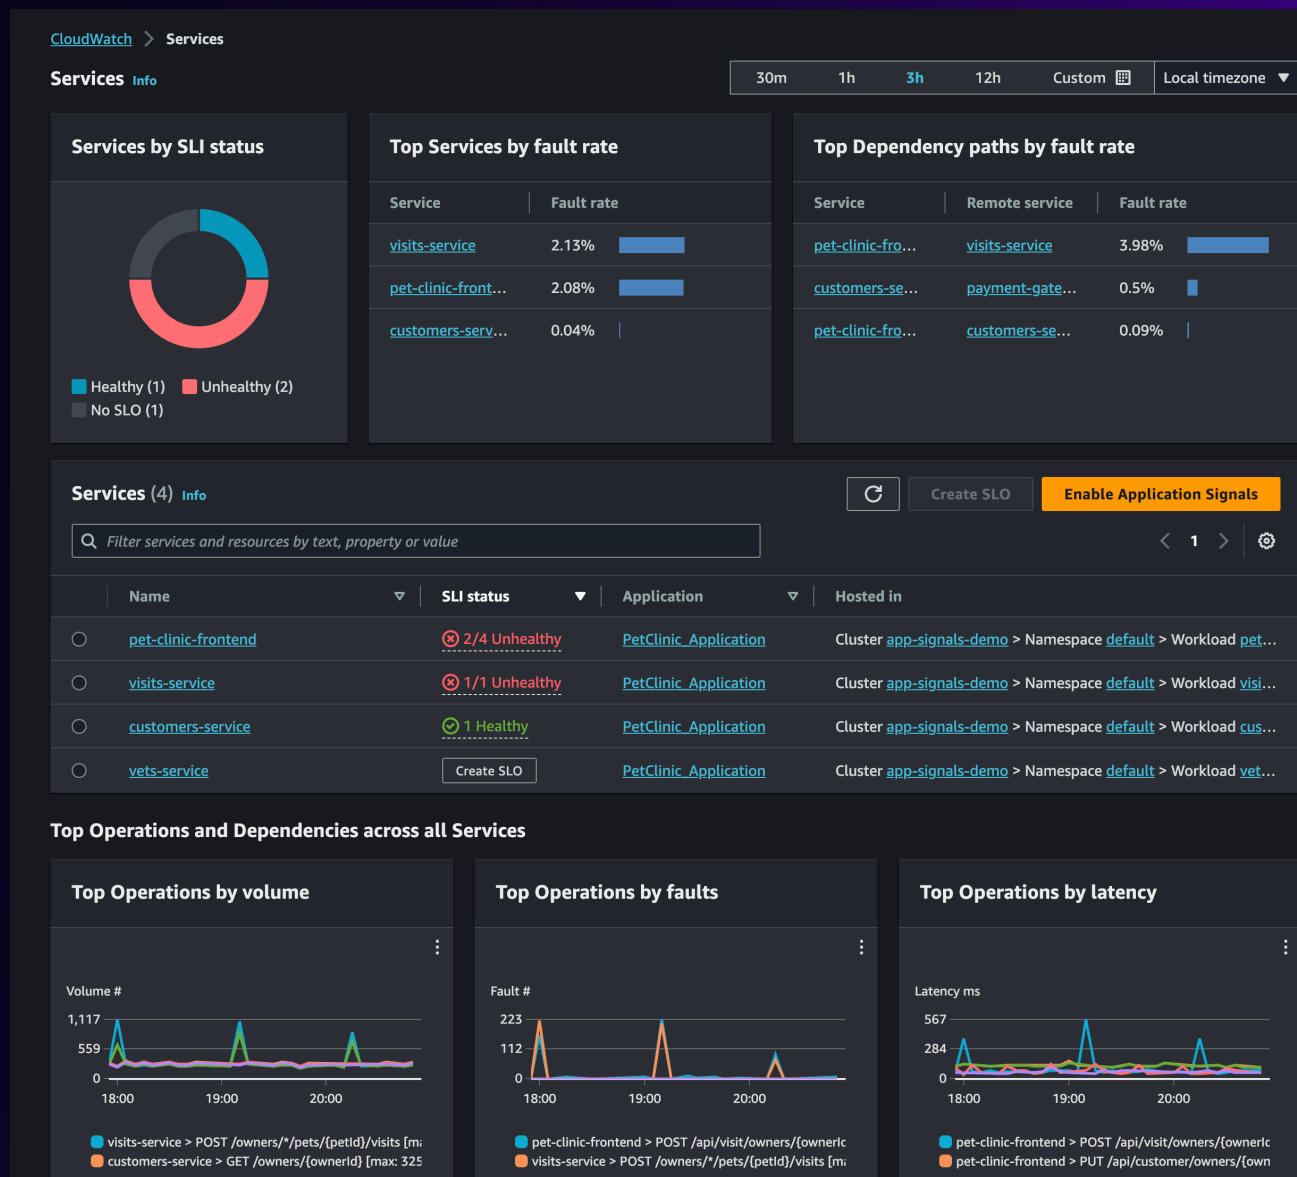 CloudWatch > Services
Services Info
30m 1h 3h 12h Custom Local timezone
Services by SLI status
Healthy (1) Unhealthy (2)
No SLO (1)
Top Services by fault rate
Service Fault rate
visits-service 2.13%
pet-clinic-front... 2.08%
customers-serv... 0.04%
Top Dependency paths by fault rate
Service Remote service Fault rate
pet-clinic-fro... visits-service 3.98%
customers-se... payment-gate... 0.5%
pet-clinic-fro... customers-se... 0.09%
Services (4) Info
Create SLO Enable Application Signals
Filter services and resources by text, property or value
1
Name SLI status Application Hosted in
pet-clinic-frontend 2/4 Unhealthy PetClinic_Application Cluster app-signals-demo > Namespace default > Workload pet...
visits-service 1/1 Unhealthy PetClinic_Application Cluster app-signals-demo > Namespace default > Workload visi...
customers-service 1 Healthy PetClinic_Application Cluster app-signals-demo > Namespace default > Workload cus...
vets-service Create SLO PetClinic_Application Cluster app-signals-demo > Namespace default > Workload vet...
Top Operations and Dependencies across all Services
Top Operations by volume
Volume #
1,117
559
0
18:00 19:00 20:00
visits-service > POST /owners/*/pets/{petId}/visits [ma
customers-service > GET /owners/{ownerId} [max: 325
Top Operations by faults
Fault #
223
112
0
18:00 19:00 20:00
pet-clinic-frontend > POST /api/visit/owners/{ownerId
visits-service > POST /owners/*/pets/{petId}/visits [ma
Top Operations by latency
Latency ms
567
284
0
18:00 19:00 20:00
pet-clinic-frontend > POST /api/visit/owners/{ownerId
pet-clinic-frontend > PUT /api/customer/owners/{own